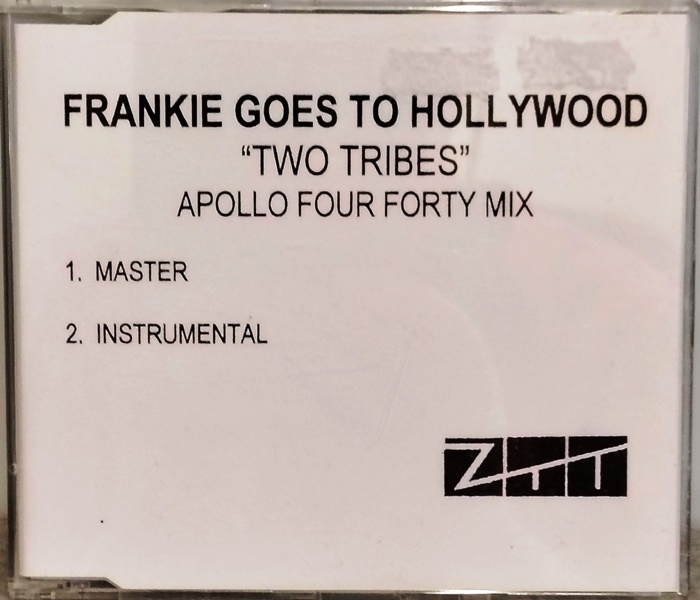 FRANKIE GOES TO HOLLYWOOD
“TWO TRIBES”
APOLLO FOUR FORTY MIX
1. MASTER
2. INSTRUMENTAL
ZTT